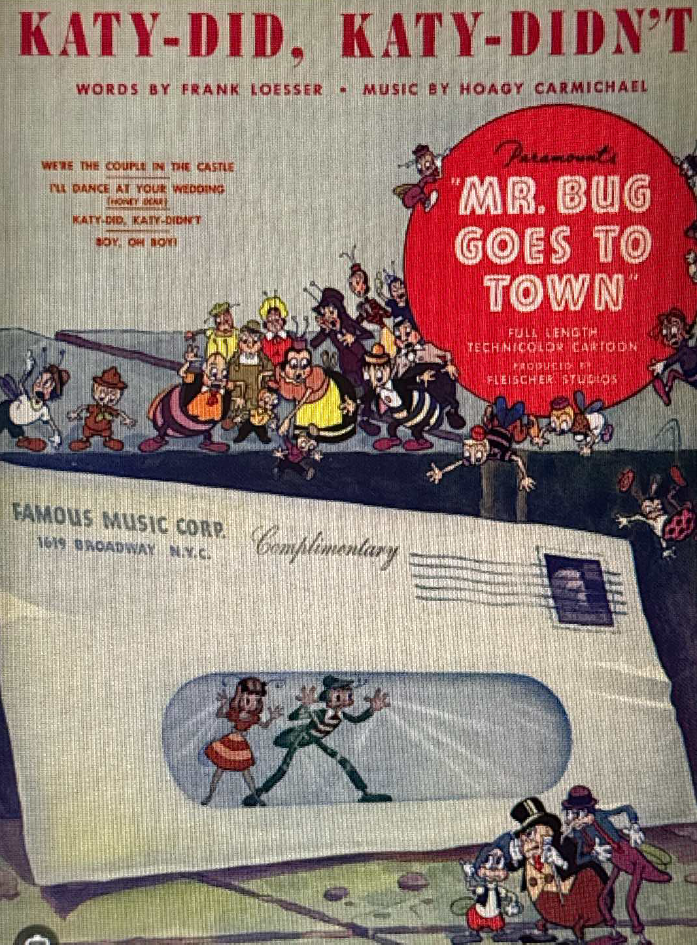 KATY-DID, KATY-DIDN'T
WORDS BY FRANK LOESSER • MUSIC BY HOAGY CARMICHAEL
WE'RE THE COUPLE IN THE CASTLE
I'LL DANCE AT YOUR WEDDING
(HONEY DEAR)
KATY-DID, KATY-DIDN'T
BOY, OH BOY!
Paramount's
"MR. BUG
GOES TO
TOWN"
FULL LENGTH
TECHNICOLOR CARTOON
PRODUCED BY
FLEISCHER STUDIOS
FAMOUS MUSIC CORP.
1619 BROADWAY N.Y.C.
Complimentary